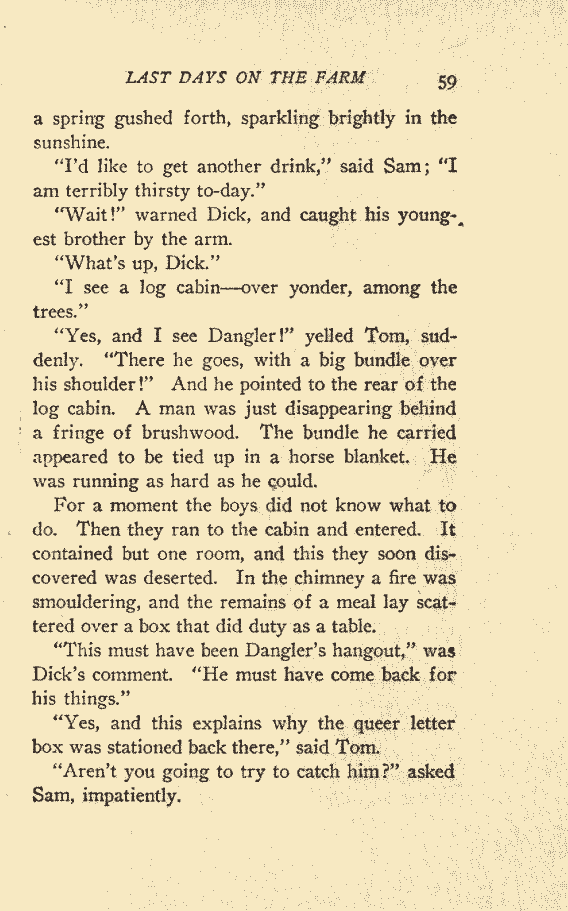 LAST DAYS ON THE FARM 59
a spring gushed forth, sparkling brightly in the
sunshine.
“I’d like to get another drink,” said Sam; “I
am terribly thirsty to-day.”
“Wait!” warned Dick, and caught his young-
est brother by the arm.
“What’s up, Dick.”
“I see a log cabin—over yonder, among the
trees.”
“Yes, and I see Dangler!” yelled Tom, sud-
denly. “There he goes, with a big bundle over
his shoulder!” And he pointed to the rear of the
log cabin. A man was just disappearing behind
a fringe of brushwood. The bundle he carried
appeared to be tied up in a horse blanket. He
was running as hard as he could.
For a moment the boys did not know what to
do. Then they ran to the cabin and entered. It
contained but one room, and this they soon dis-
covered was deserted. In the chimney a fire was
smouldering, and the remains of a meal lay scat-
tered over a box that did duty as a table.
“This must have been Dangler’s hangout,” was
Dick’s comment. “He must have come back for
his things.”
“Yes, and this explains why the queer letter
box was stationed back there,” said Tom.
“Aren’t you going to try to catch him?” asked
Sam, impatiently.